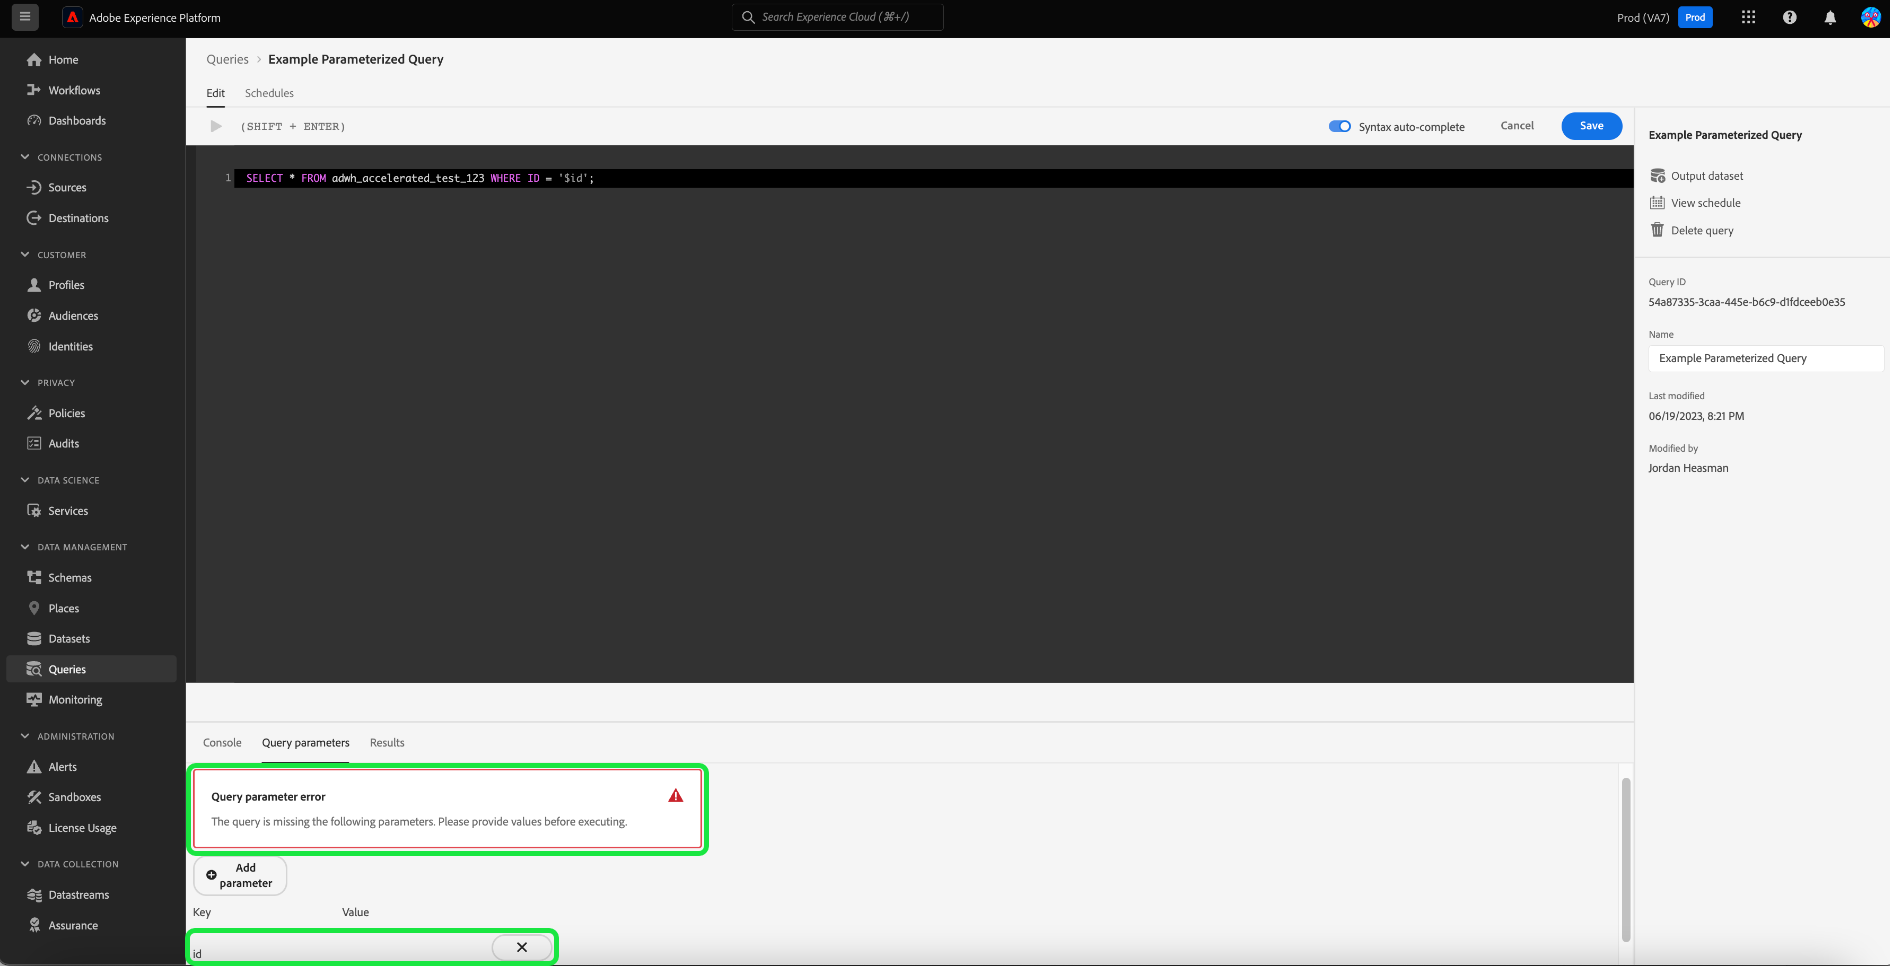 Adobe Experience Platform
Search Experience Cloud (⌘+/)
Prod (VA7)
Prod
Home
Workflows
Dashboards
CONNECTIONS
Sources
Destinations
CUSTOMER
Profiles
Audiences
Identities
PRIVACY
Policies
Audits
DATA SCIENCE
Services
DATA MANAGEMENT
Schemas
Places
Datasets
Queries
Monitoring
ADMINISTRATION
Alerts
Sandboxes
License Usage
DATA COLLECTION
Datastreams
Assurance
Queries > Example Parameterized Query
Edit
Schedules
(SHIFT + ENTER)
Syntax auto-complete
Cancel
Save
1 SELECT * FROM adwh_accelerated_test_123 WHERE ID = '$id';
Console
Query parameters
Results
Query parameter error
The query is missing the following parameters. Please provide values before executing.
Add
parameter
Key
Value
id
Example Parameterized Query
Output dataset
View schedule
Delete query
Query ID
54a87335-3caa-445e-b6c9-d1fdceeb0e35
Name
Example Parameterized Query
Last modified
06/19/2023, 8:21 PM
Modified by
Jordan Heasman